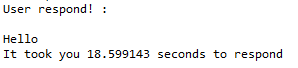 User respond! :
Hello
It took you 18.599143 seconds to respond